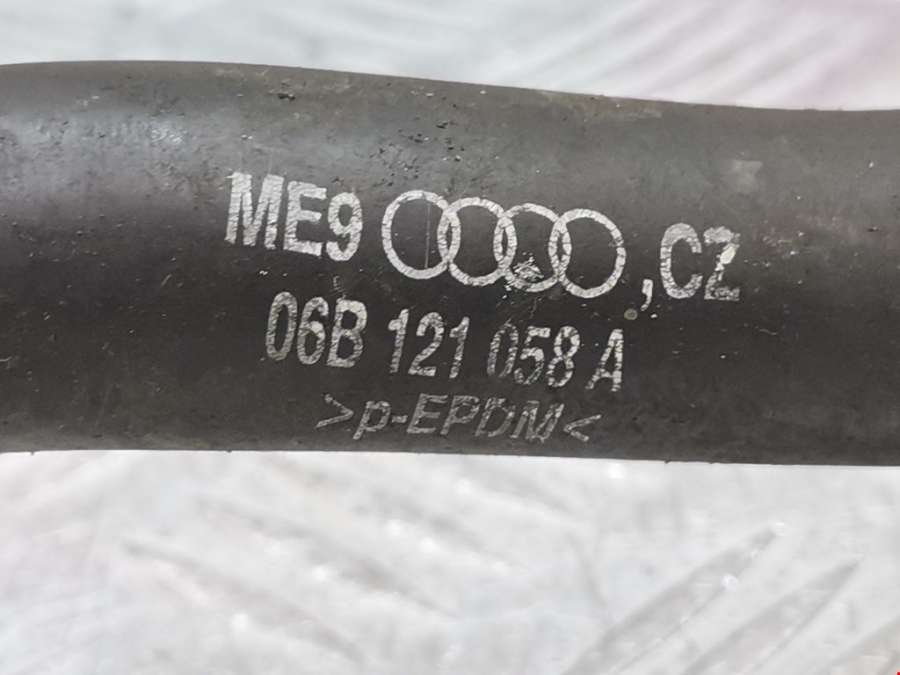 ME9 ,CZ
06B 121 058 A
>p-EPDM<